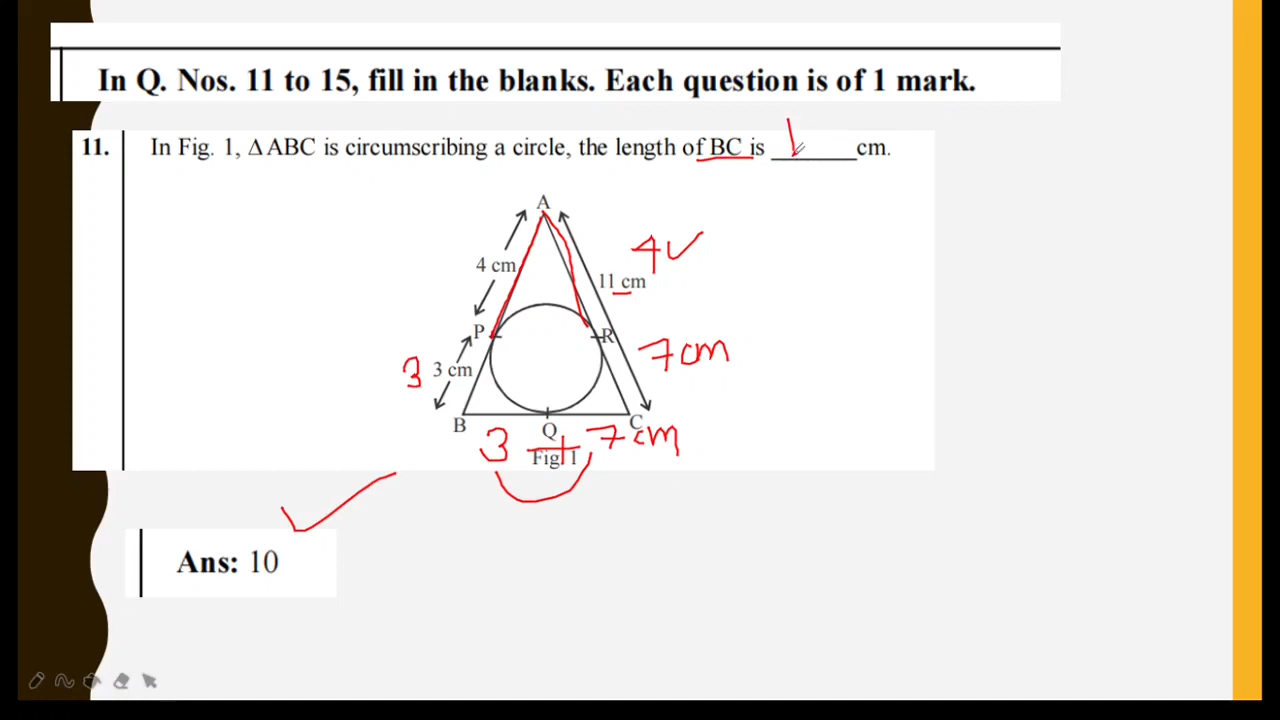 In Q. Nos. 11 to 15, fill in the blanks. Each question is of 1 mark.
11. In Fig. 1, Δ ABC is circumscribing a circle, the length of BC is ______ cm.
A
4 cm
4
11 cm
P
R
3
3 cm
7cm
B
Q
C
3 + 7cm
Fig. 1
Ans: 10